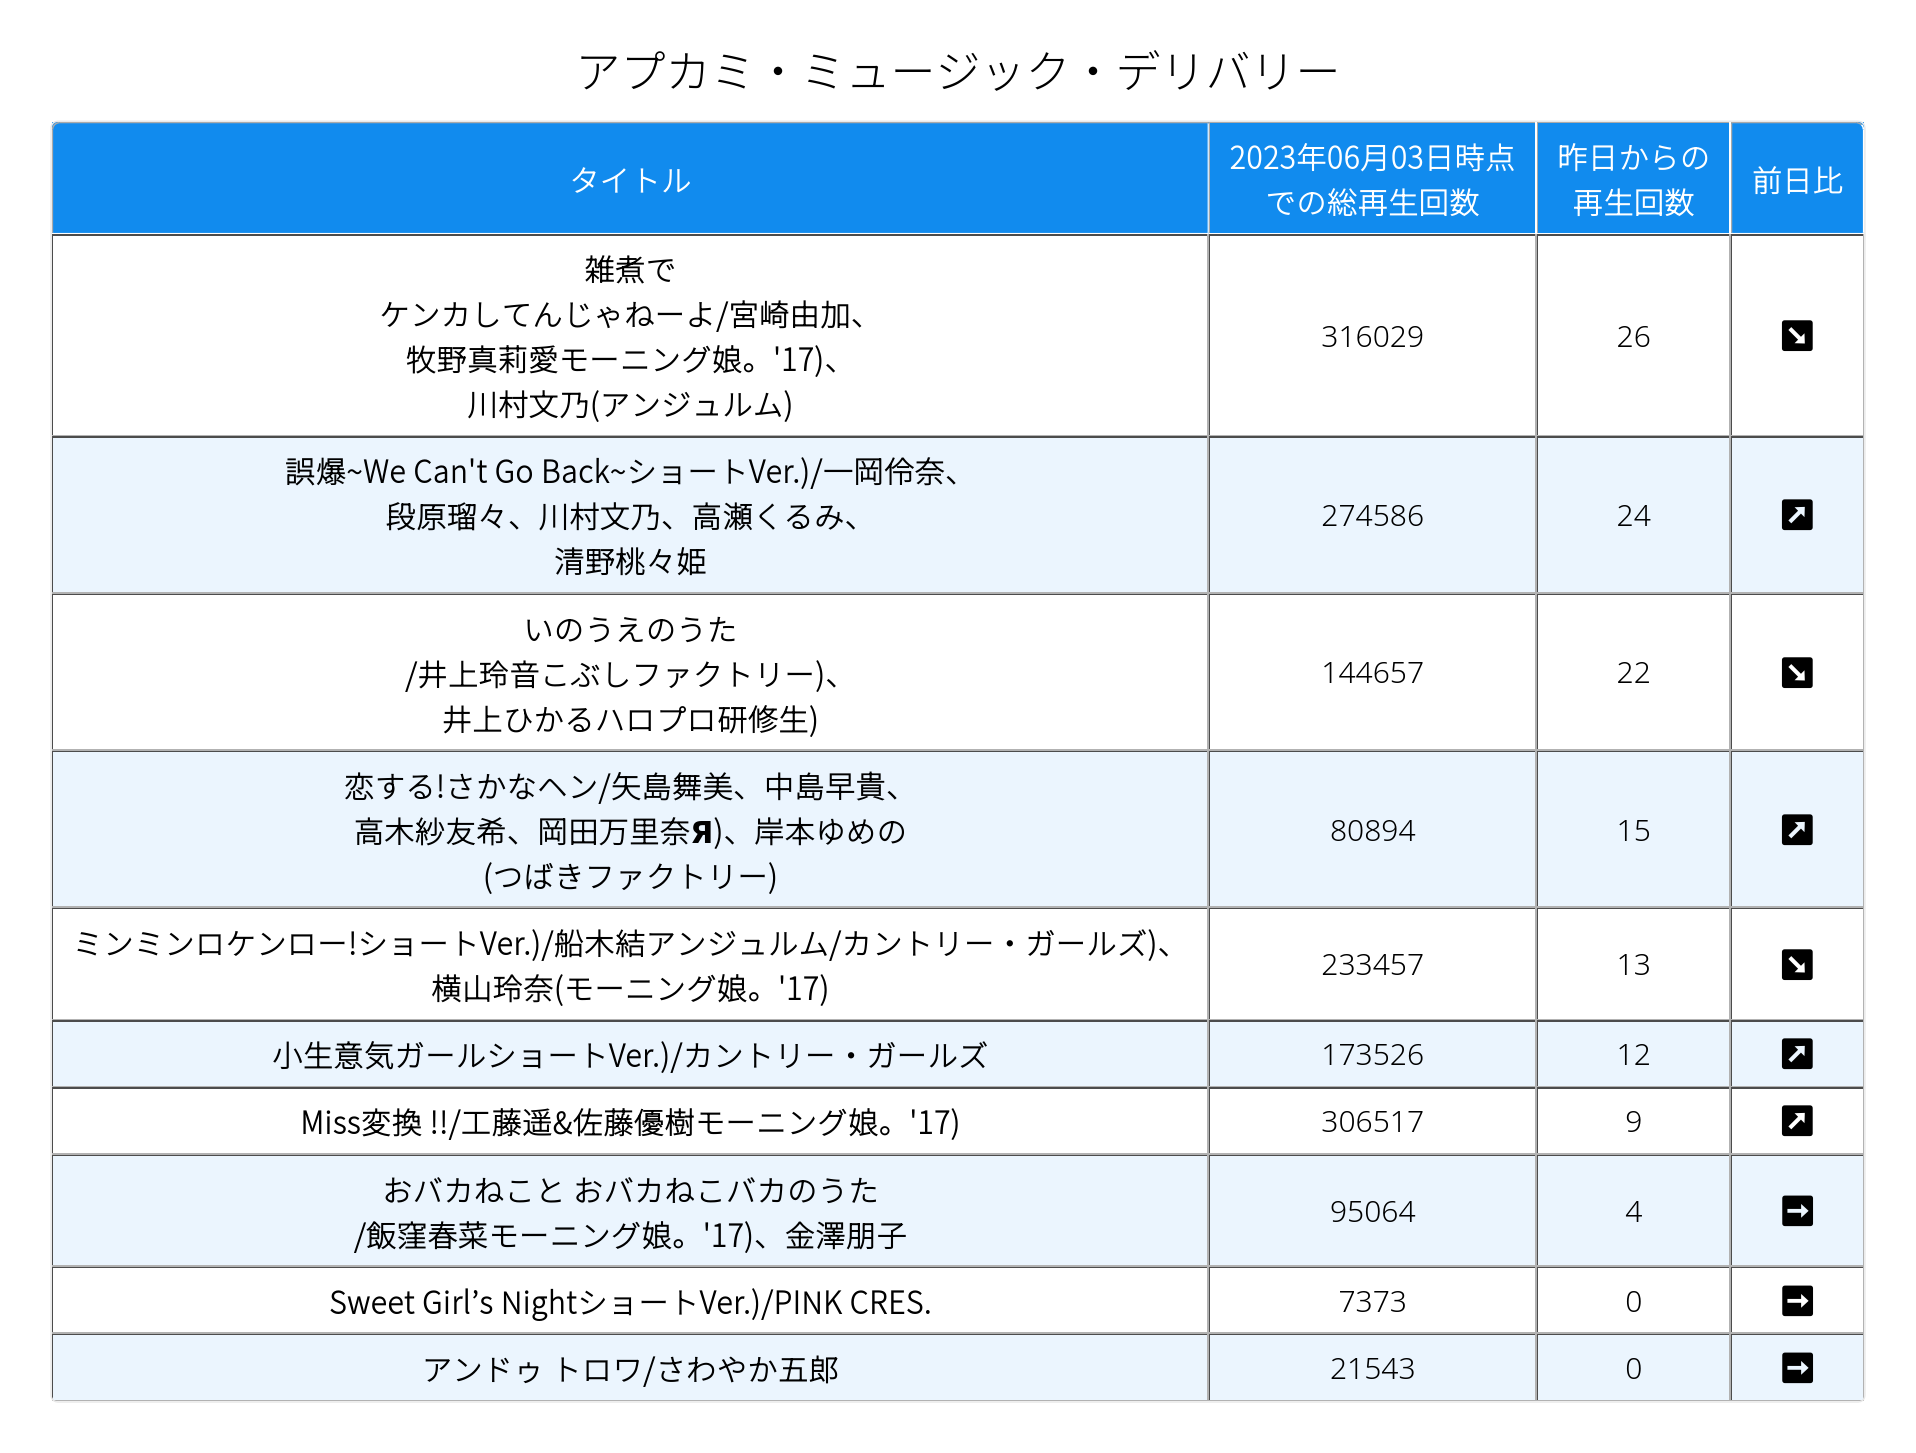 アプカミ・ミュージック・デリバリー
タイトル
2023年06月03日時点
での総再生回数
昨日からの
再生回数
前日比
雑煮で
ケンカしてんじゃねーよ/宮崎由加、
牧野真莉愛モーニング娘。'17)、
川村文乃(アンジュルム)
316029
26
↘
誤爆~We Can't Go Back~ショートVer.)/一岡伶奈、
段原瑠々、川村文乃、高瀬くるみ、
清野桃々姫
274586
24
↗
いのうえのうた
/井上玲音こぶしファクトリー)、
井上ひかるハロプロ研修生)
144657
22
↘
恋する!さかなヘン/矢島舞美、中島早貴、
高木紗友希、岡田万里奈Я)、岸本ゆめの
(つばきファクトリー)
80894
15
↗
ミンミンロケンロー!ショートVer.)/船木結アンジュルム/カントリー・ガールズ)、
横山玲奈(モーニング娘。'17)
233457
13
↘
小生意気ガールショートVer.)/カントリー・ガールズ
173526
12
↗
Miss変換 !!/工藤遥&佐藤優樹モーニング娘。'17)
306517
9
↗
おバカねこと おバカねこバカのうた
/飯窪春菜モーニング娘。'17)、金澤朋子
95064
4
→
Sweet Girl’s NightショートVer.)/PINK CRES.
7373
0
→
アンドゥ トロワ/さわやか五郎
21543
0
→